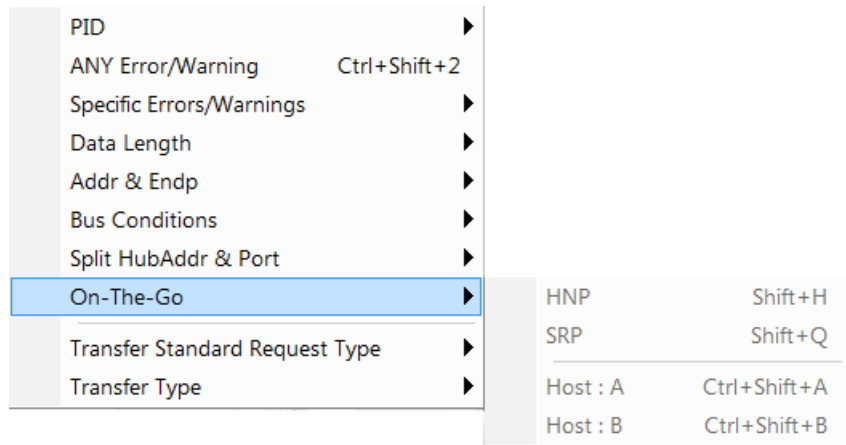 PID
ANY Error/Warning Ctrl+Shift+2
Specific Errors/Warnings
Data Length
Addr & Endp
Bus Conditions
Split HubAddr & Port
On-The-Go
HNP Shift+H
SRP Shift+Q
Transfer Standard Request Type
Transfer Type
Host : A Ctrl+Shift+A
Host : B Ctrl+Shift+B